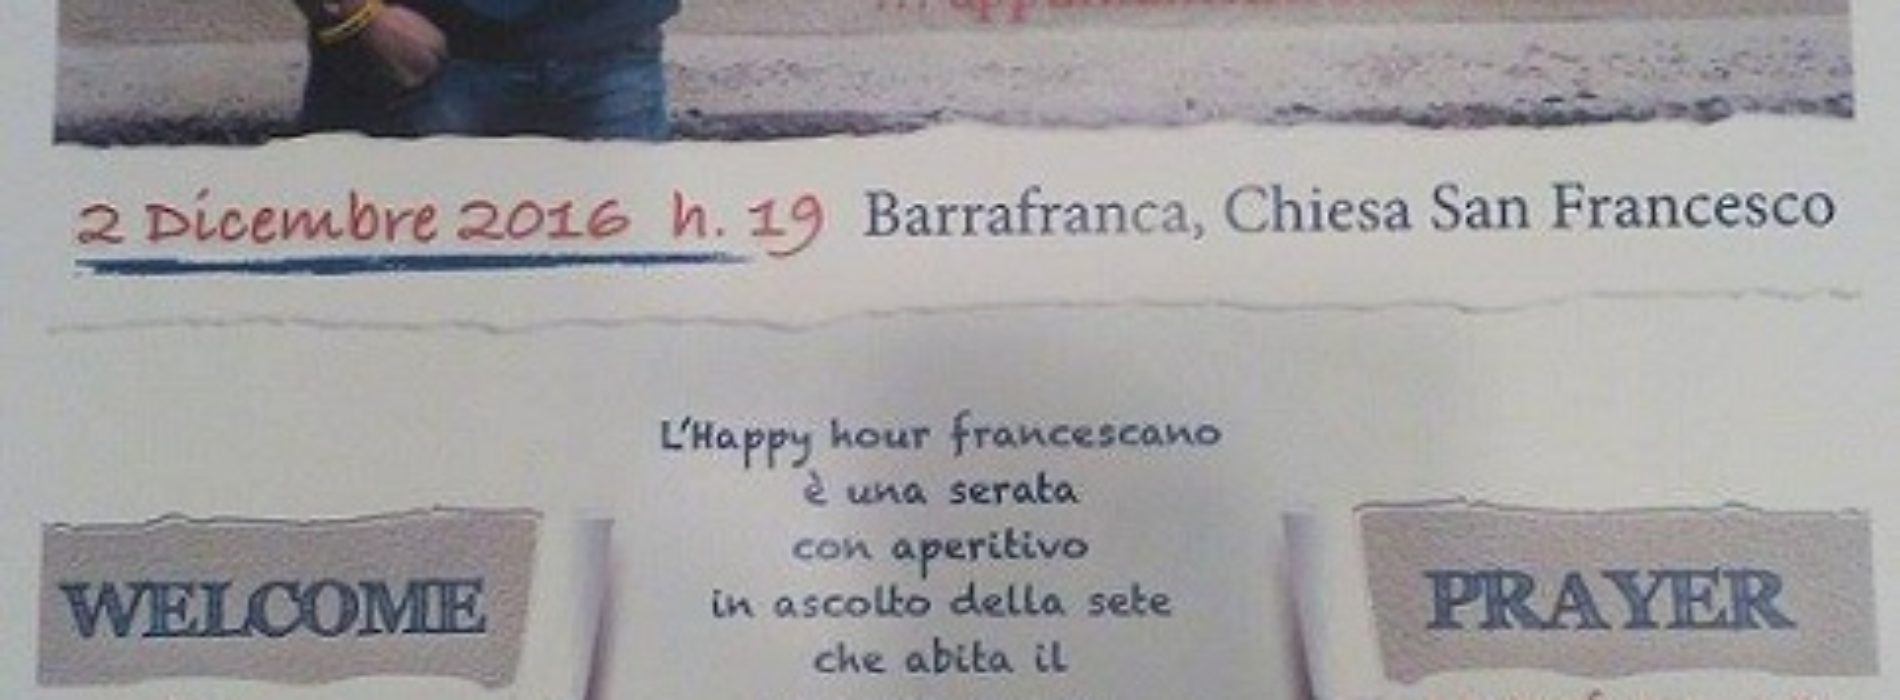 2 Dicembre 2016 h. 19 Barrafranca, Chiesa San Francesco
L'Happy hour francescano
è una serata
con aperitivo
in ascolto della sete
che abita il
WELCOME
PRAYER